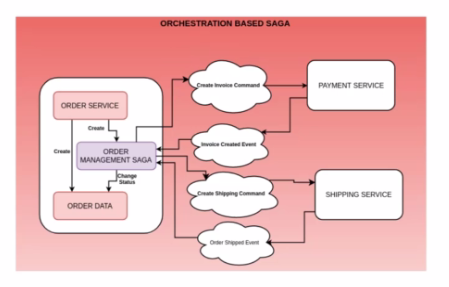 ORCHESTRATION BASED SAGA
Create Invoice Command
PAYMENT SERVICE
ORDER SERVICE
Create
Invoice Created Event
Create
ORDER
MANAGEMENT SAGA
Change
Status
Create Shipping Command
SHIPPING SERVICE
ORDER DATA
Order Shipped Event